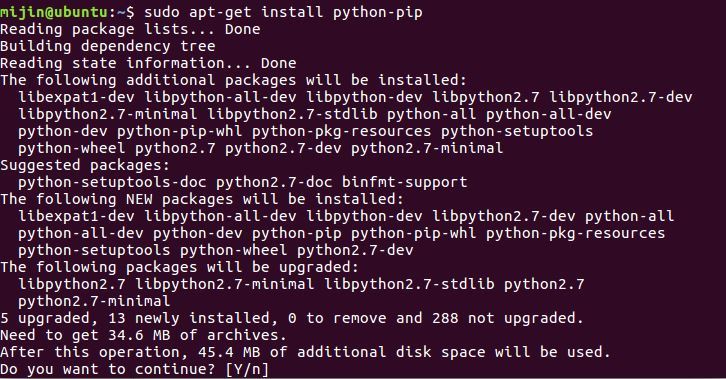 mijin@ubuntu:~$ sudo apt-get install python-pip
Reading package lists... Done
Building dependency tree
Reading state information... Done
The following additional packages will be installed:
libexpat1-dev libpython-all-dev libpython-dev libpython2.7 libpython2.7-dev
libpython2.7-minimal libpython2.7-stdlib python-all python-all-dev
python-dev python-pip-whl python-pkg-resources python-setuptools
python-wheel python2.7 python2.7-dev python2.7-minimal
Suggested packages:
python-setuptools-doc python2.7-doc binfmt-support
The following NEW packages will be installed:
libexpat1-dev libpython-all-dev libpython-dev libpython2.7-dev python-all
python-all-dev python-dev python-pip python-pip-whl python-pkg-resources
python-setuptools python-wheel python2.7-dev
The following packages will be upgraded:
libpython2.7 libpython2.7-minimal libpython2.7-stdlib python2.7
python2.7-minimal
5 upgraded, 13 newly installed, 0 to remove and 288 not upgraded.
Need to get 34.6 MB of archives.
After this operation, 45.4 MB of additional disk space will be used.
Do you want to continue? [Y/n]